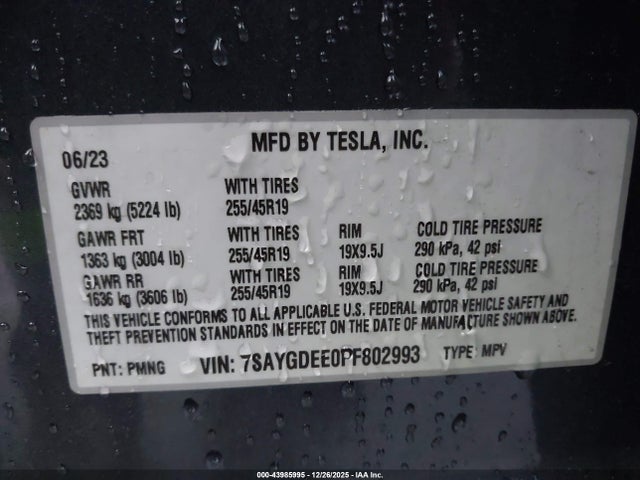 MFD BY TESLA, INC.
06/23
GVWR WITH TIRES
2369 kg (5224 lb) 255/45R19
GAWR FRT WITH TIRES RIM COLD TIRE PRESSURE
1363 kg (3004 lb) 255/45R19 19X9.5J 290 kPa, 42 psi
GAWR RR WITH TIRES RIM COLD TIRE PRESSURE
1636 kg (3606 lb) 255/45R19 19X9.5J 290 kPa, 42 psi
THIS VEHICLE CONFORMS TO ALL APPLICABLE U.S. FEDERAL MOTOR VEHICLE SAFETY AND
THEFT PREVENTION STANDARDS IN EFFECT ON THE DATE OF MANUFACTURE SHOWN ABOVE.
PNT: PMNG VIN: 7SAYGDEE0PF802993 TYPE: MPV
000-43985995 - 12/26/2025 - IAA Inc.